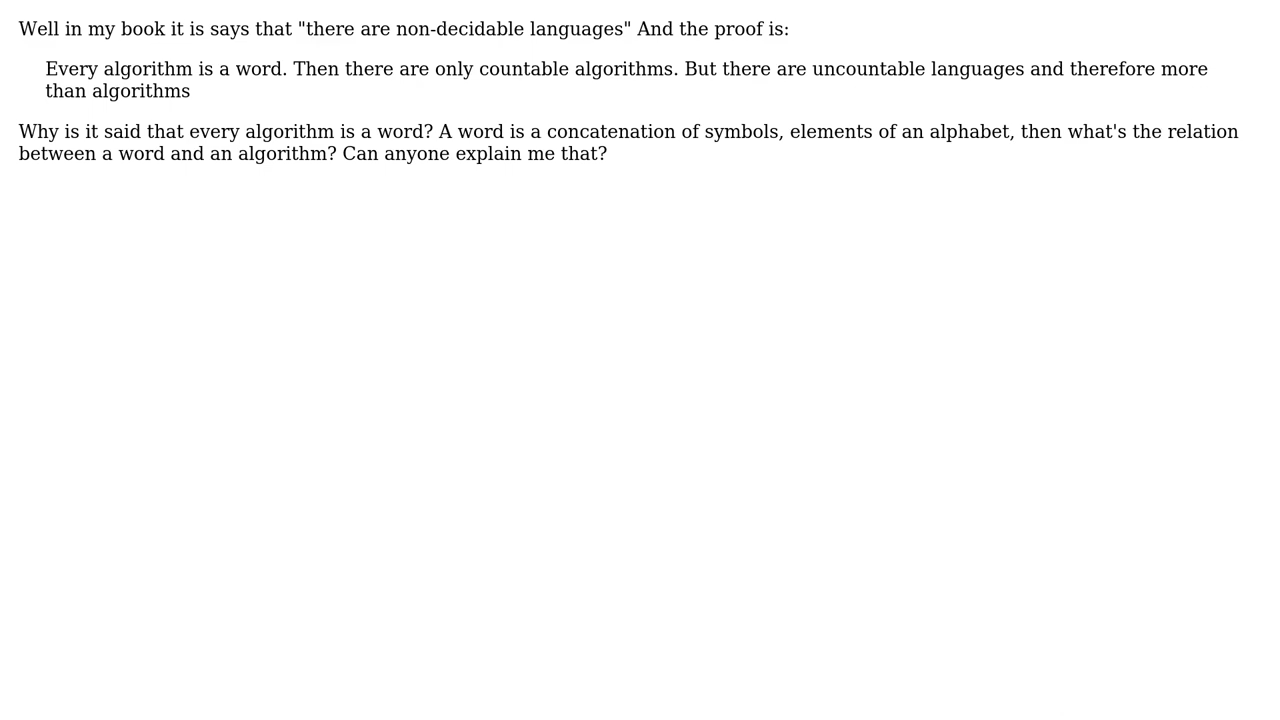 Well in my book it is says that "there are non-decidable languages" And the proof is:
Every algorithm is a word. Then there are only countable algorithms. But there are uncountable languages and therefore more
than algorithms
Why is it said that every algorithm is a word? A word is a concatenation of symbols, elements of an alphabet, then what's the relation
between a word and an algorithm? Can anyone explain me that?